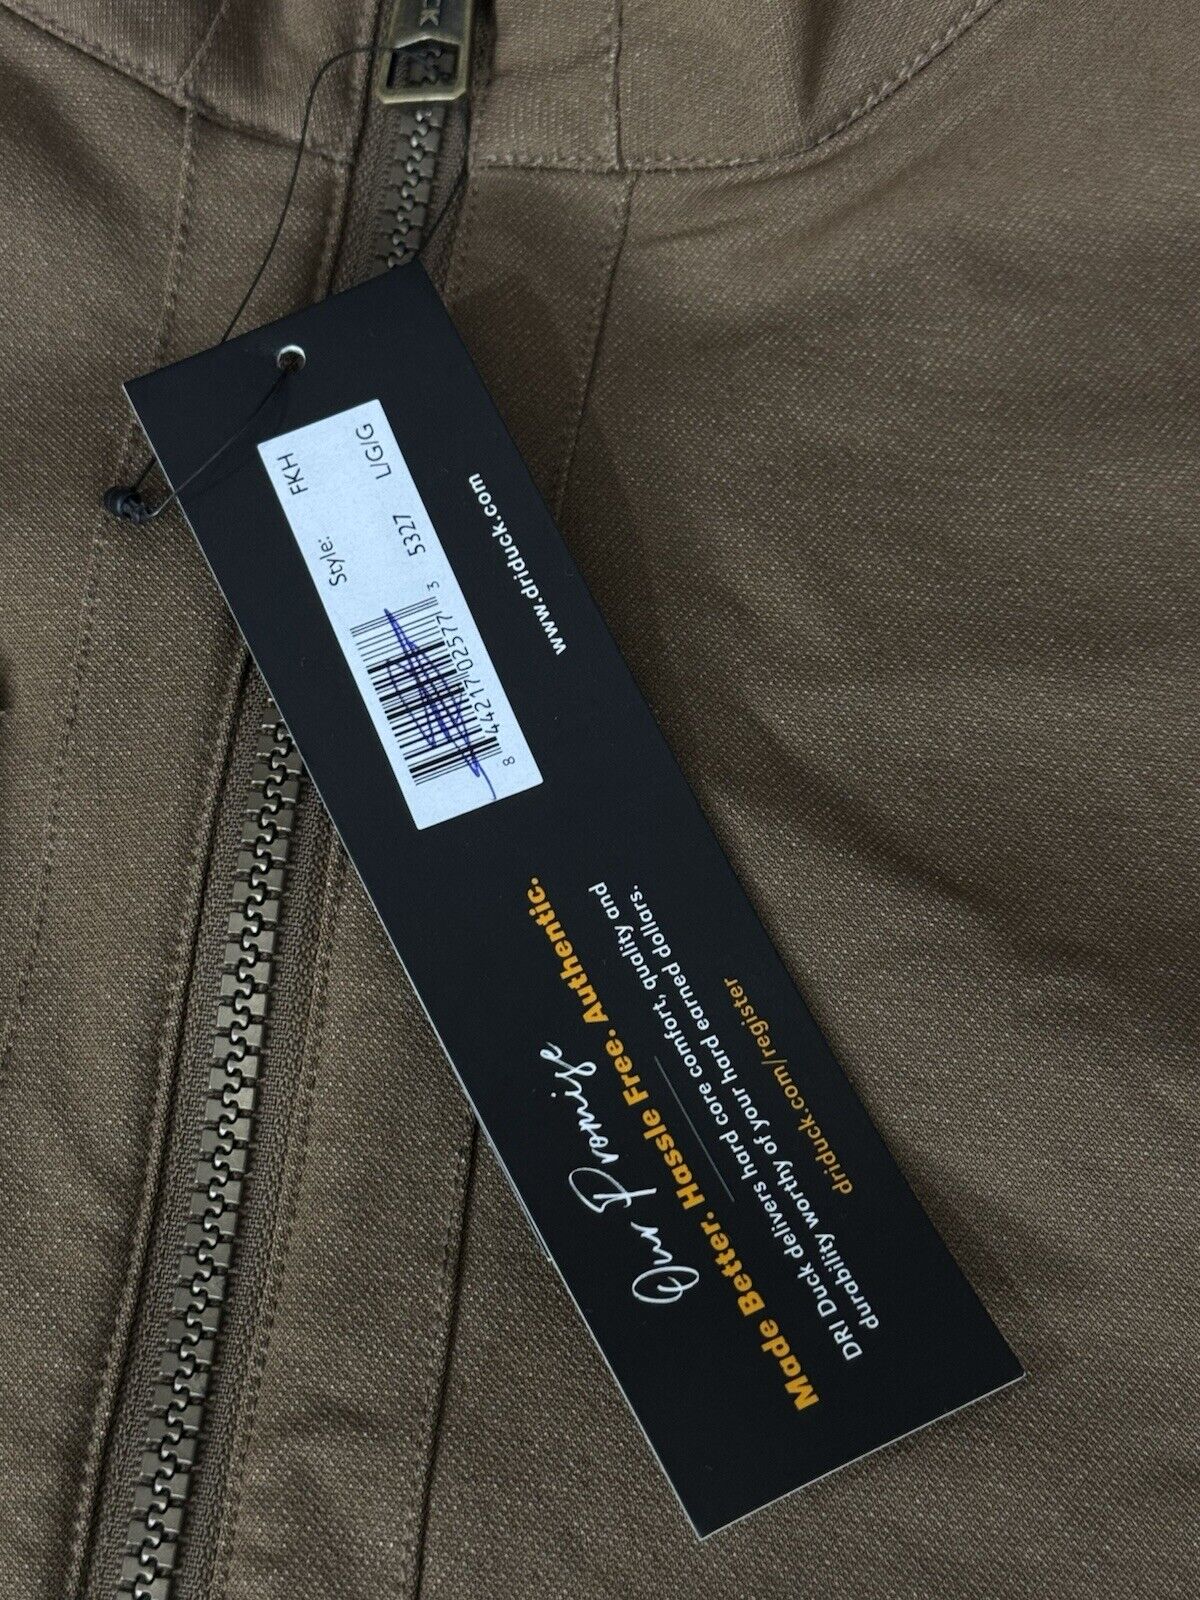 CK
Style: FKH
5327 L/G/G
8 44217 02577 3
www.driduck.com
Our Promise
Made Better. Hassle Free. Authentic.
DRI Duck delivers hard core comfort, quality and
durability worthy of your hard earned dollars.
driduck.com/register